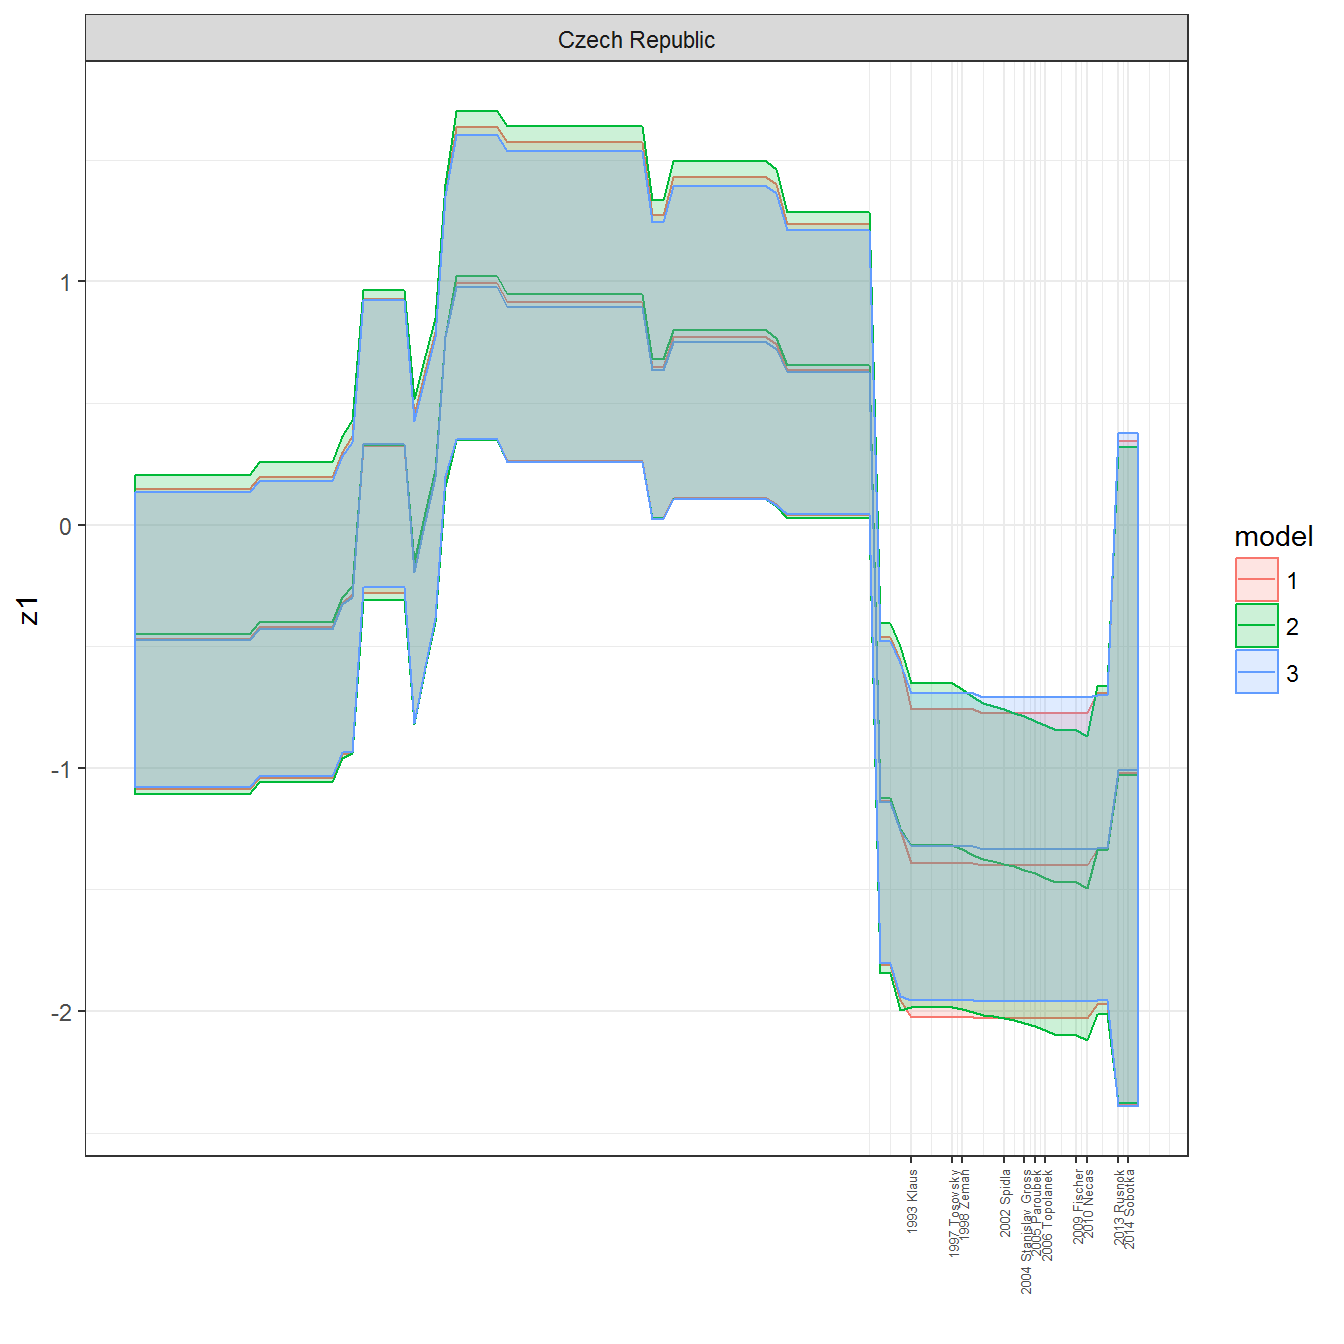 Czech Republic
z1
1
0
-1
-2
1993 Klaus
1997 Tosovsky
1998 Zeman
2002 Spidla
2004 Stanislav Gross
2005 Paroubek
2006 Topolanek
2009 Fischer
2010 Necas
2013 Rusnok
2014 Sobotka
model
1
2
3